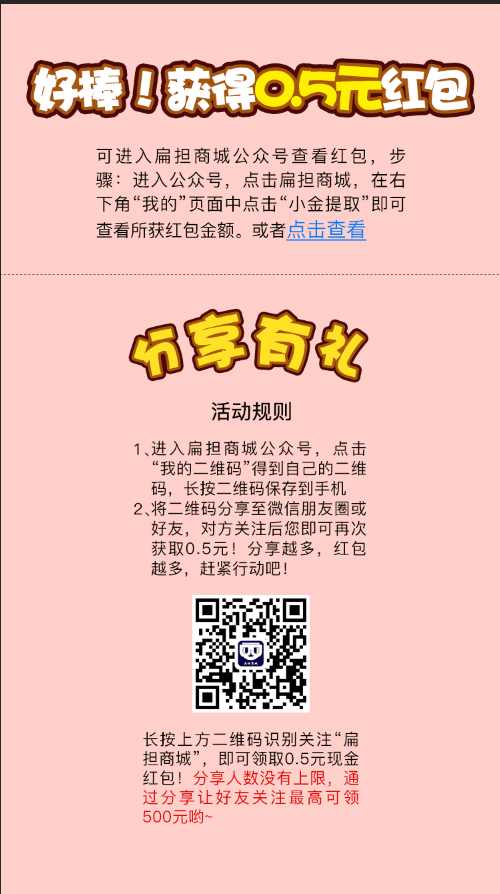 好棒！获得0.5元红包
可进入扁担商城公众号查看红包，步
骤：进入公众号，点击扁担商城，在右
下角“我的”页面中点击“小金提取”即可
查看所获红包金额。或者点击查看
分享有礼
活动规则
1、进入扁担商城公众号，点击
“我的二维码”得到自己的二维
码，长按二维码保存到手机
2、将二维码分享至微信朋友圈或
好友，对方关注后您即可再次
获取0.5元！分享越多，红包
越多，赶紧行动吧！
长按上方二维码识别关注“扁
担商城”，即可领取0.5元现金
红包！分享人数没有上限，通
过分享让好友关注最高可领
500元哟~